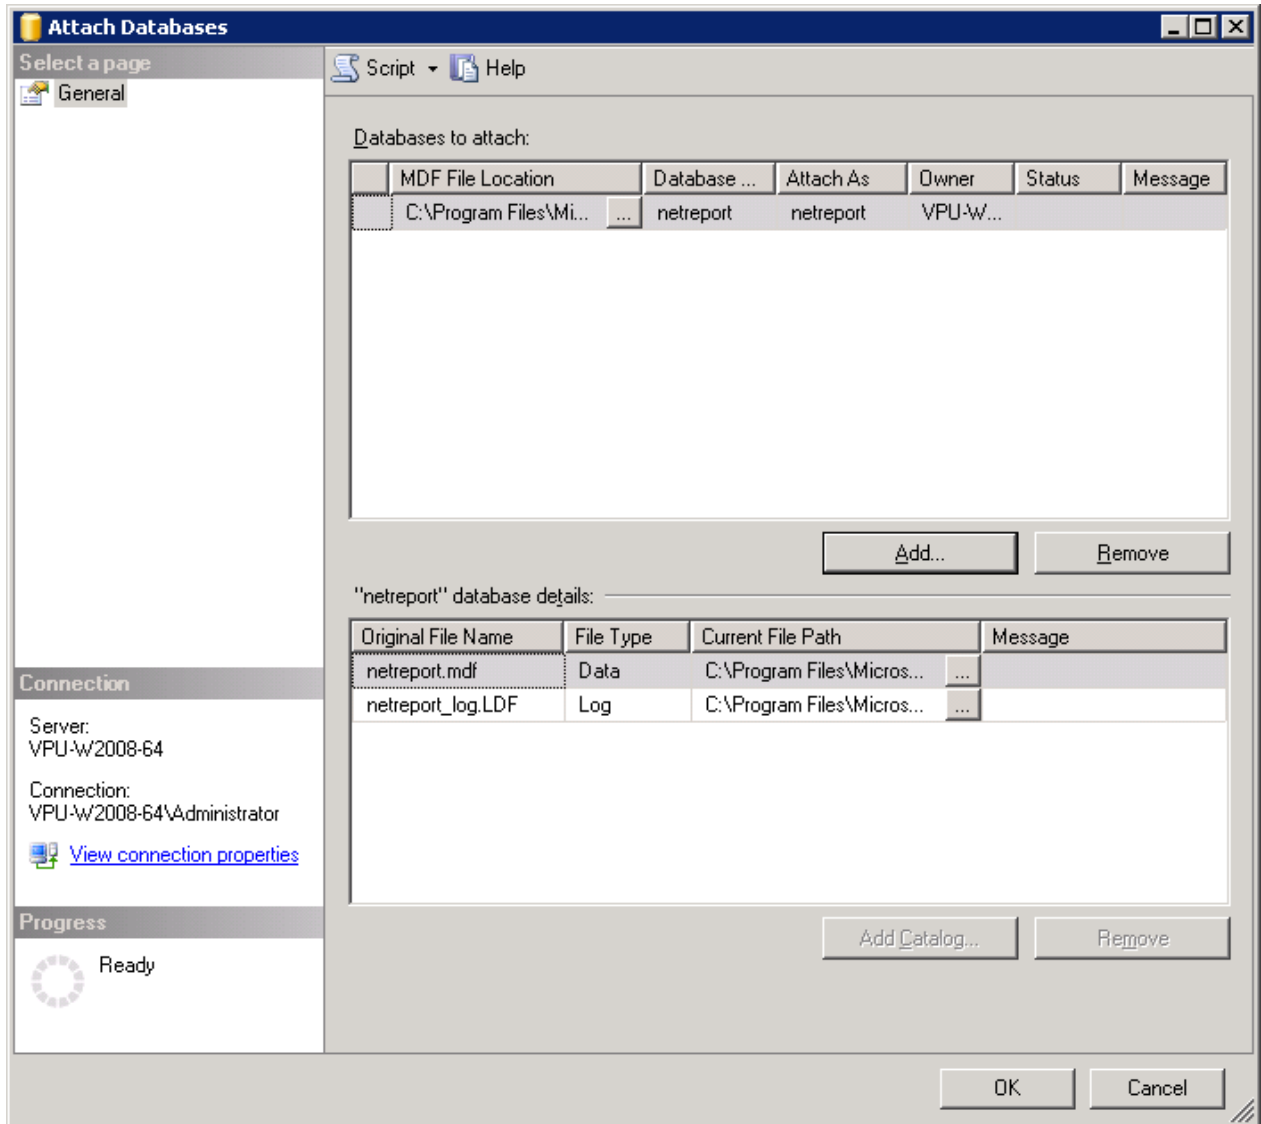 Attach Databases
Select a page
General
Script
Help
Databases to attach:
MDF File Location Database ... Attach As Owner Status Message
C:\Program Files\Mi... ... netreport netreport VPU-W...
Add... Remove
"netreport" database details:
Original File Name File Type Current File Path Message
netreport.mdf Data C:\Program Files\Micros... ...
netreport_log.LDF Log C:\Program Files\Micros... ...
Add Catalog... Remove
Connection
Server:
VPU-W2008-64
Connection:
VPU-W2008-64\Administrator
View connection properties
Progress
Ready
OK Cancel